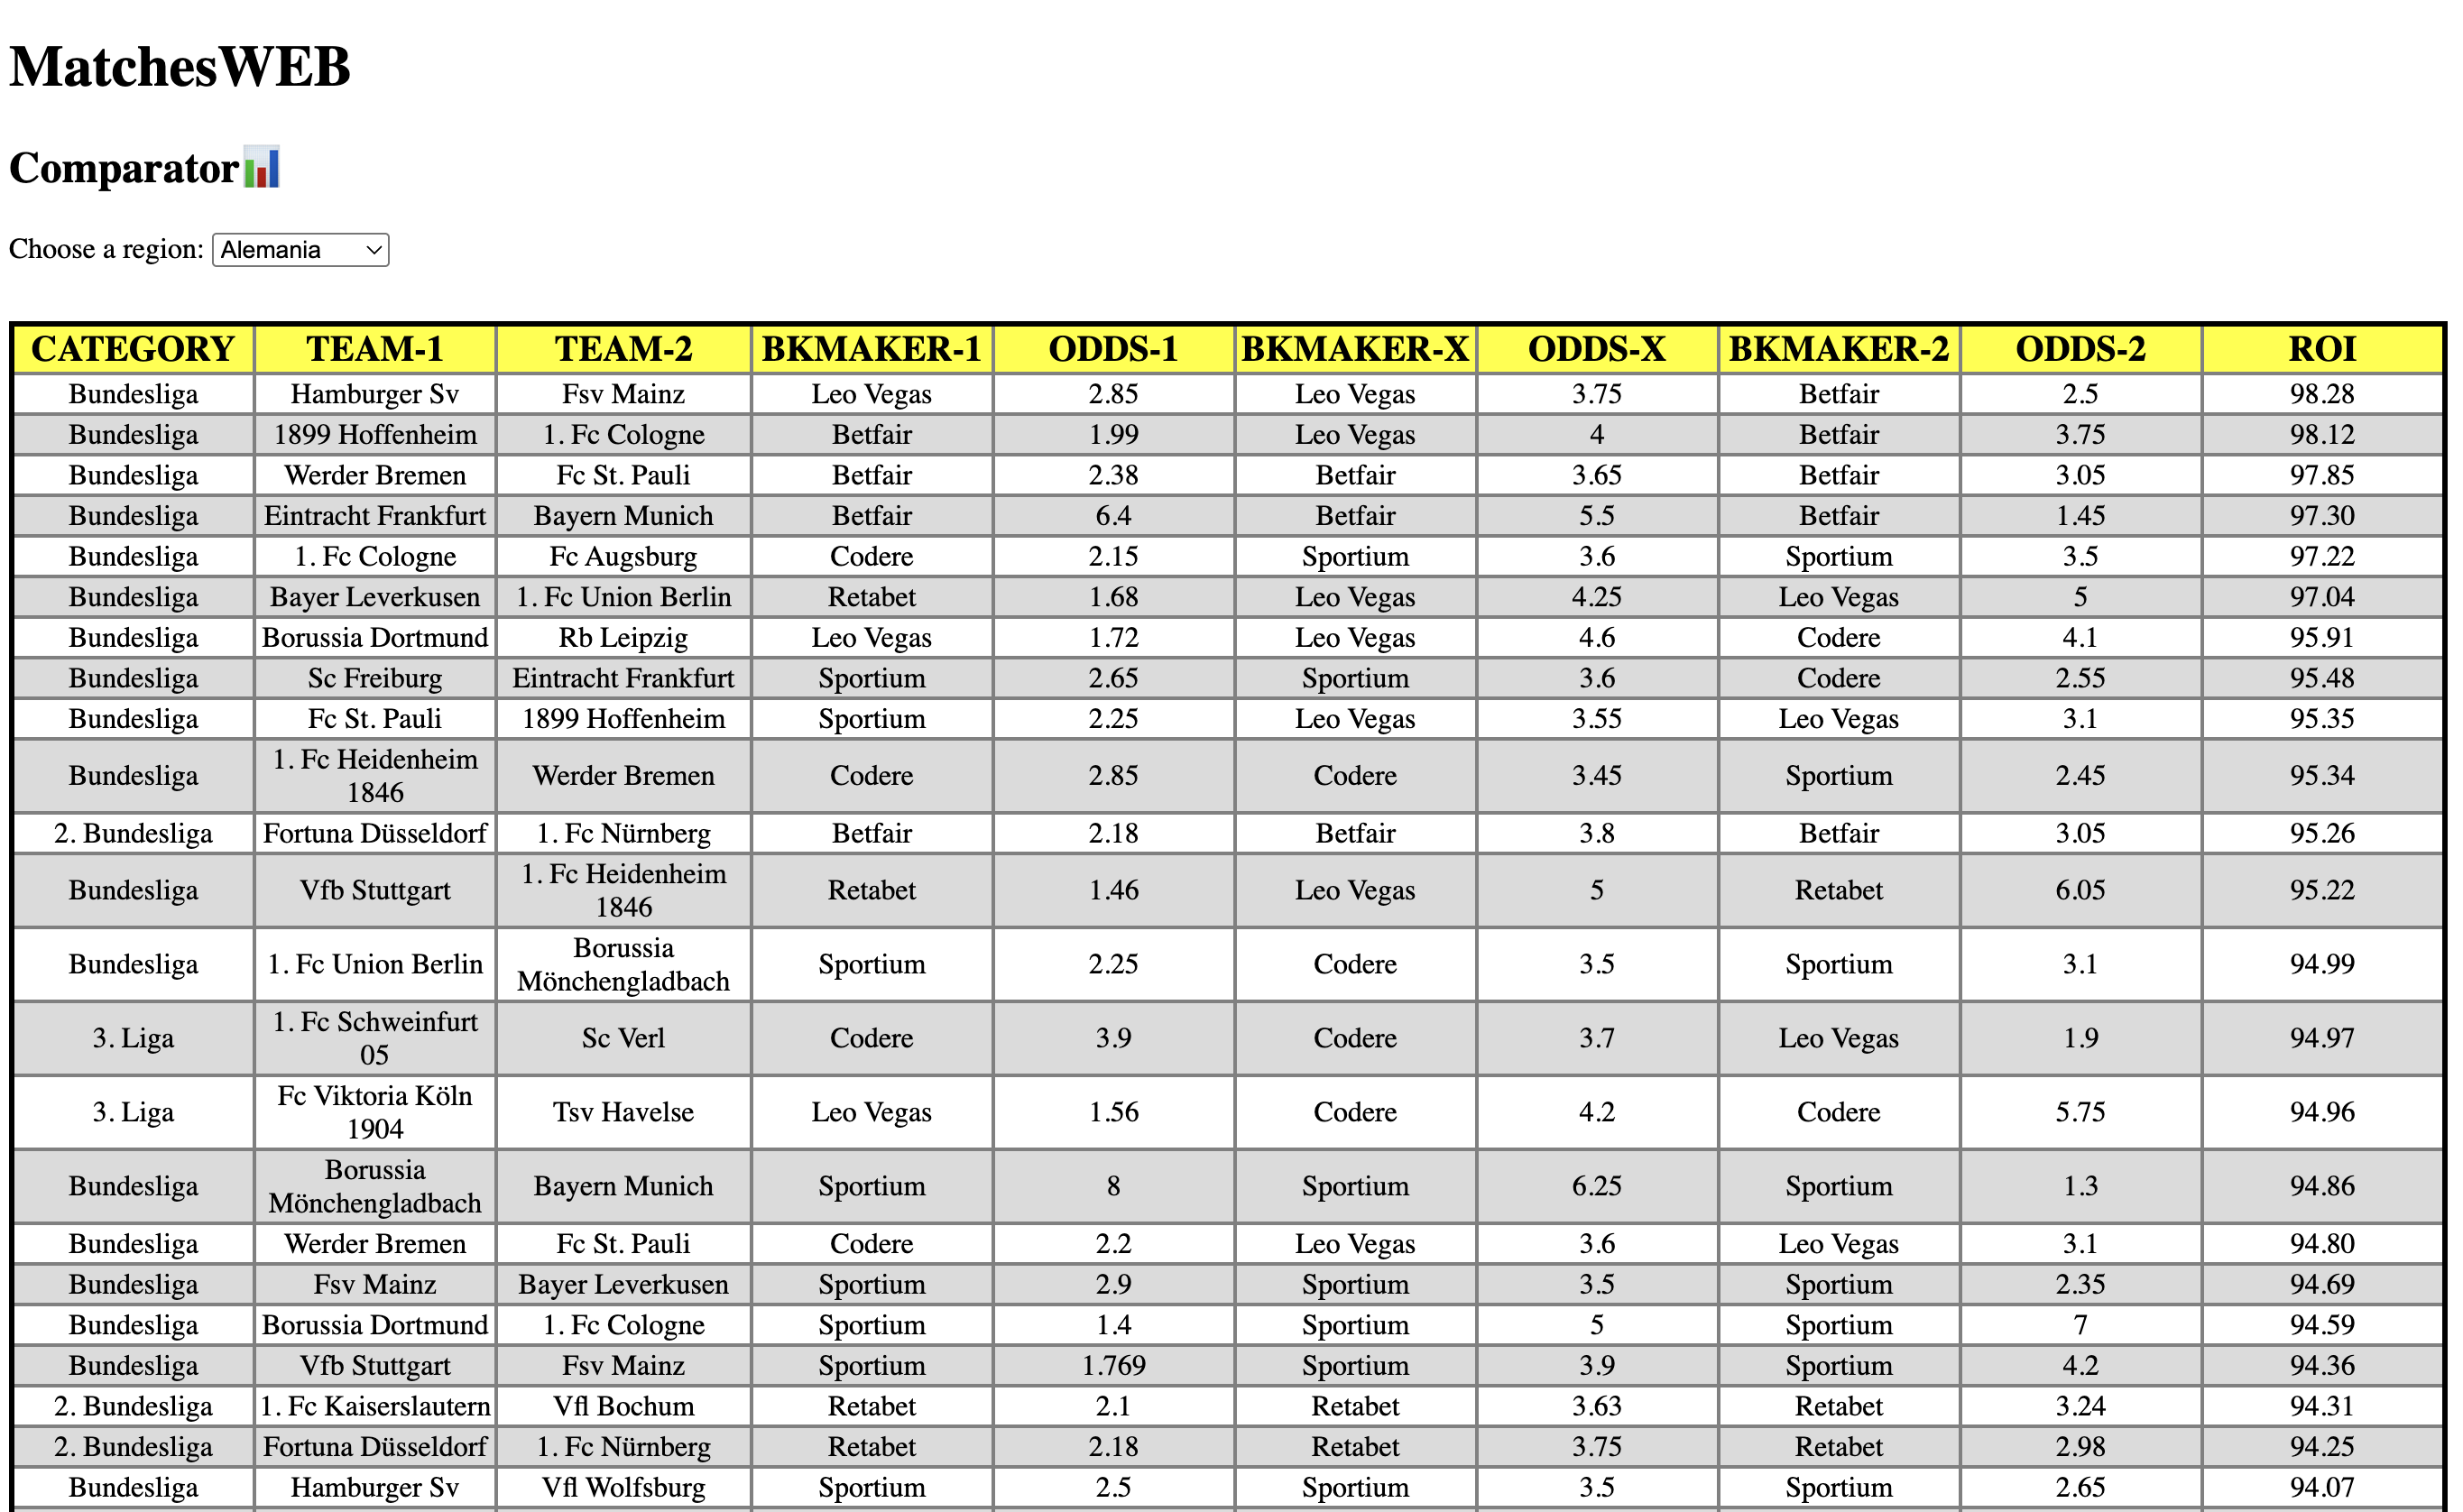 MatchesWEB
Comparator
Choose a region: Alemania
CATEGORY TEAM-1 TEAM-2 BKMAKER-1 ODDS-1 BKMAKER-X ODDS-X BKMAKER-2 ODDS-2 ROI
Bundesliga Hamburger Sv Fsv Mainz Leo Vegas 2.85 Leo Vegas 3.75 Betfair 2.5 98.28
Bundesliga 1899 Hoffenheim 1. Fc Cologne Betfair 1.99 Leo Vegas 4 Betfair 3.75 98.12
Bundesliga Werder Bremen Fc St. Pauli Betfair 2.38 Betfair 3.65 Betfair 3.05 97.85
Bundesliga Eintracht Frankfurt Bayern Munich Betfair 6.4 Betfair 5.5 Betfair 1.45 97.30
Bundesliga 1. Fc Cologne Fc Augsburg Codere 2.15 Sportium 3.6 Sportium 3.5 97.22
Bundesliga Bayer Leverkusen 1. Fc Union Berlin Retabet 1.68 Leo Vegas 4.25 Leo Vegas 5 97.04
Bundesliga Borussia Dortmund Rb Leipzig Leo Vegas 1.72 Leo Vegas 4.6 Codere 4.1 95.91
Bundesliga Sc Freiburg Eintracht Frankfurt Sportium 2.65 Sportium 3.6 Codere 2.55 95.48
Bundesliga Fc St. Pauli 1899 Hoffenheim Sportium 2.25 Leo Vegas 3.55 Leo Vegas 3.1 95.35
Bundesliga 1. Fc Heidenheim 1846 Werder Bremen Codere 2.85 Codere 3.45 Sportium 2.45 95.34
2. Bundesliga Fortuna Düsseldorf 1. Fc Nürnberg Betfair 2.18 Betfair 3.8 Betfair 3.05 95.26
Bundesliga Vfb Stuttgart 1. Fc Heidenheim 1846 Retabet 1.46 Leo Vegas 5 Retabet 6.05 95.22
Bundesliga 1. Fc Union Berlin Borussia Mönchengladbach Sportium 2.25 Codere 3.5 Sportium 3.1 94.99
3. Liga 1. Fc Schweinfurt 05 Sc Verl Codere 3.9 Codere 3.7 Leo Vegas 1.9 94.97
3. Liga Fc Viktoria Köln 1904 Tsv Havelse Leo Vegas 1.56 Codere 4.2 Codere 5.75 94.96
Bundesliga Borussia Mönchengladbach Bayern Munich Sportium 8 Sportium 6.25 Sportium 1.3 94.86
Bundesliga Werder Bremen Fc St. Pauli Codere 2.2 Leo Vegas 3.6 Leo Vegas 3.1 94.80
Bundesliga Fsv Mainz Bayer Leverkusen Sportium 2.9 Sportium 3.5 Sportium 2.35 94.69
Bundesliga Borussia Dortmund 1. Fc Cologne Sportium 1.4 Sportium 5 Sportium 7 94.59
Bundesliga Vfb Stuttgart Fsv Mainz Sportium 1.769 Sportium 3.9 Sportium 4.2 94.36
2. Bundesliga 1. Fc Kaiserslautern Vfl Bochum Retabet 2.1 Retabet 3.63 Retabet 3.24 94.31
2. Bundesliga Fortuna Düsseldorf 1. Fc Nürnberg Retabet 2.18 Retabet 3.75 Retabet 2.98 94.25
Bundesliga Hamburger Sv Vfl Wolfsburg Sportium 2.5 Sportium 3.5 Sportium 2.65 94.07